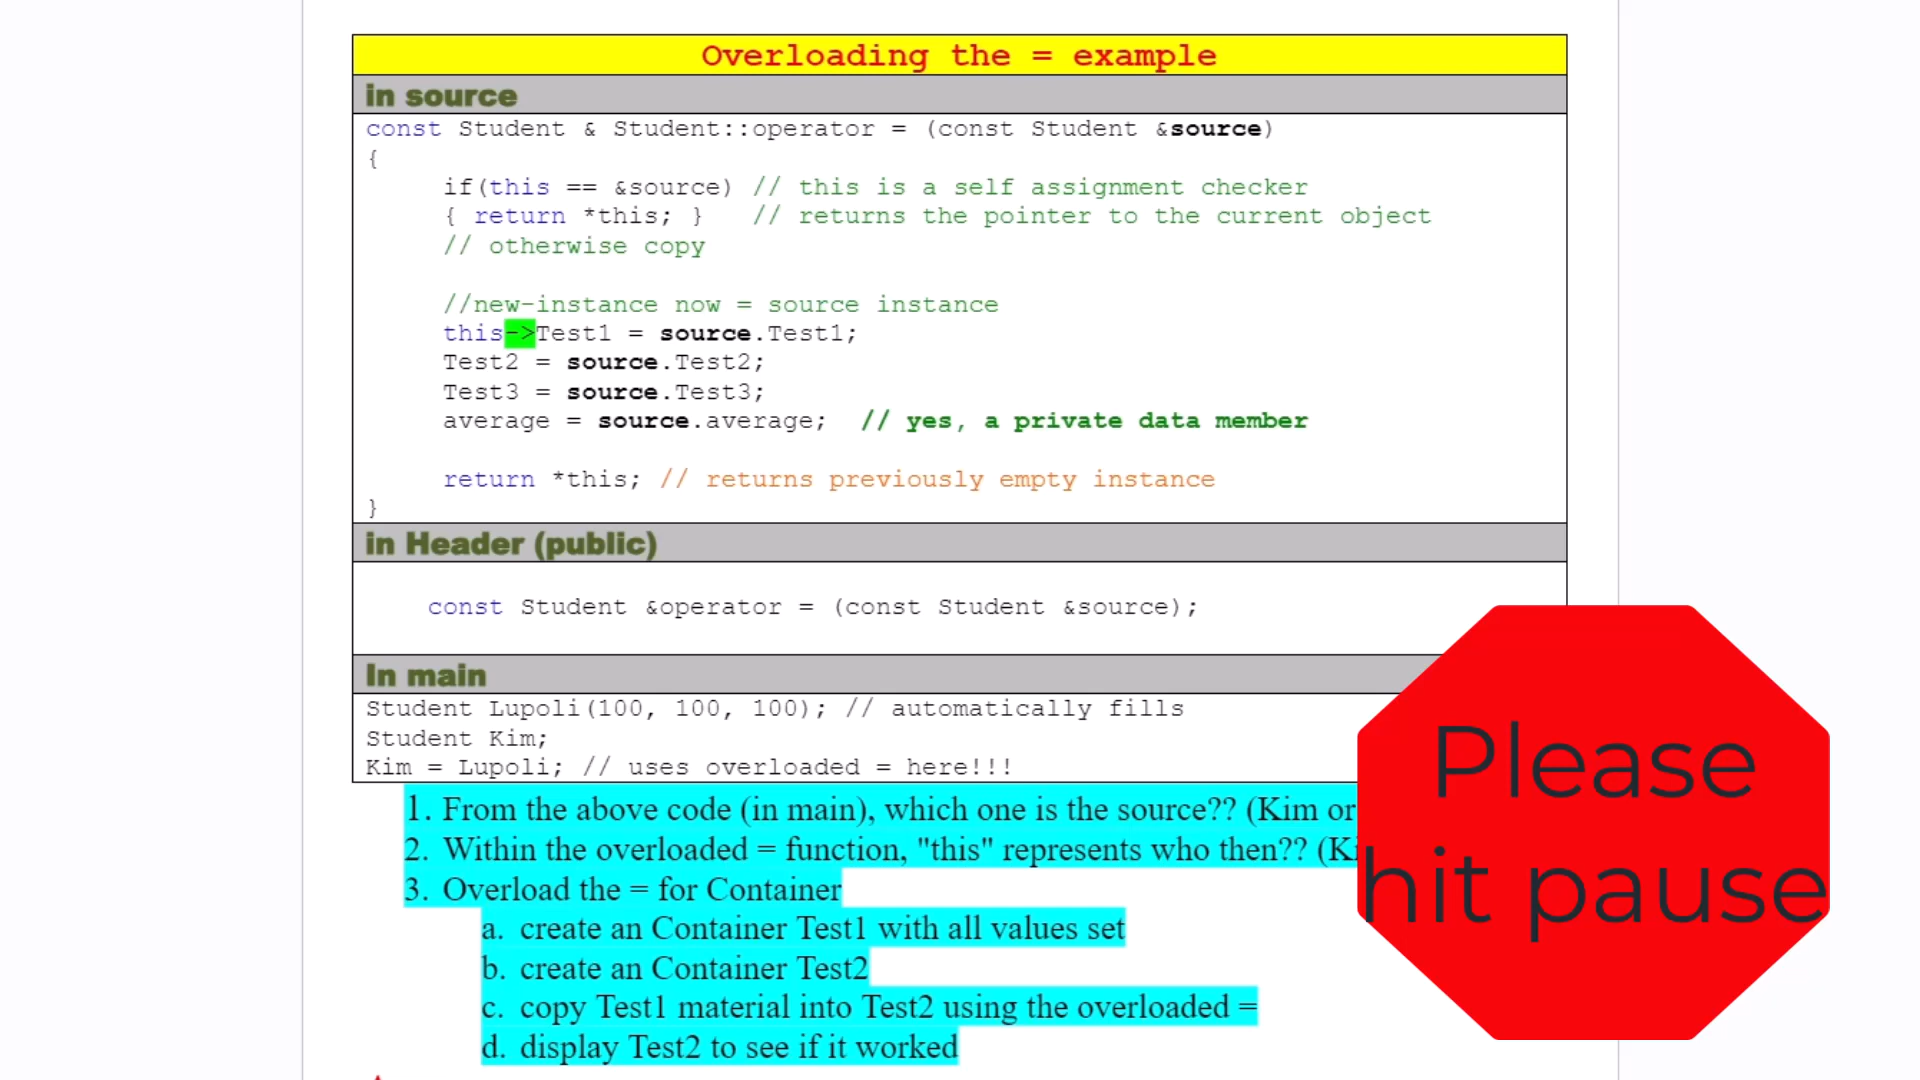 Overloading the = example
in source
const Student & Student::operator = (const Student &source)
{
if(this == &source) // this is a self assignment checker
{ return *this; } // returns the pointer to the current object
// otherwise copy
//new-instance now = source instance
this->Test1 = source.Test1;
Test2 = source.Test2;
Test3 = source.Test3;
average = source.average; // yes, a private data member
return *this; // returns previously empty instance
}
in Header (public)
const Student &operator = (const Student &source);
In main
Student Lupoli(100, 100, 100); // automatically fills
Student Kim;
Kim = Lupoli; // uses overloaded = here!!!
1. From the above code (in main), which one is the source?? (Kim or
2. Within the overloaded = function, "this" represents who then?? (Ki
3. Overload the = for Container
a. create an Container Test1 with all values set
b. create an Container Test2
c. copy Test1 material into Test2 using the overloaded =
d. display Test2 to see if it worked
Please
hit pause